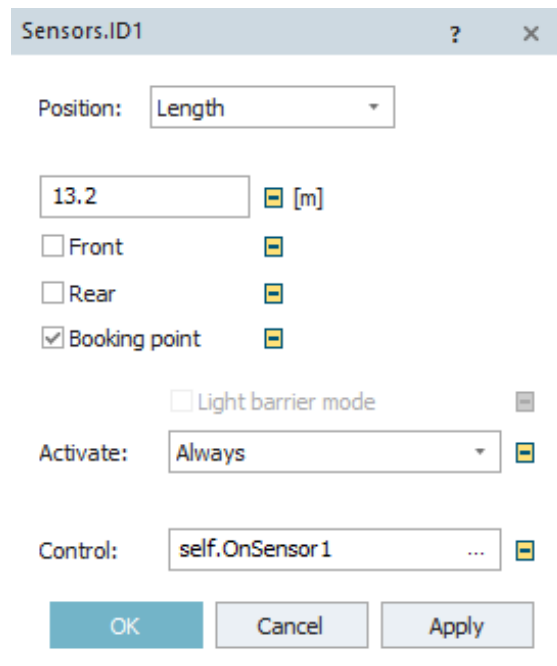 Sensors.ID1 ? ×
Position: Length
13.2 [m]
Front
Rear
Booking point
Light barrier mode
Activate: Always
Control: self.OnSensor1 ...
OK Cancel Apply